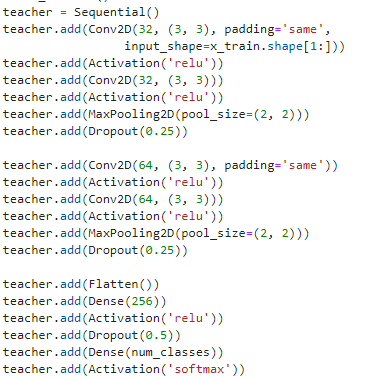 teacher = Sequential()
teacher.add(Conv2D(32, (3, 3), padding='same',
                 input_shape=x_train.shape[1:]))
teacher.add(Activation('relu'))
teacher.add(Conv2D(32, (3, 3)))
teacher.add(Activation('relu'))
teacher.add(MaxPooling2D(pool_size=(2, 2)))
teacher.add(Dropout(0.25))

teacher.add(Conv2D(64, (3, 3), padding='same'))
teacher.add(Activation('relu'))
teacher.add(Conv2D(64, (3, 3)))
teacher.add(Activation('relu'))
teacher.add(MaxPooling2D(pool_size=(2, 2)))
teacher.add(Dropout(0.25))

teacher.add(Flatten())
teacher.add(Dense(256))
teacher.add(Activation('relu'))
teacher.add(Dropout(0.5))
teacher.add(Dense(num_classes))
teacher.add(Activation('softmax'))